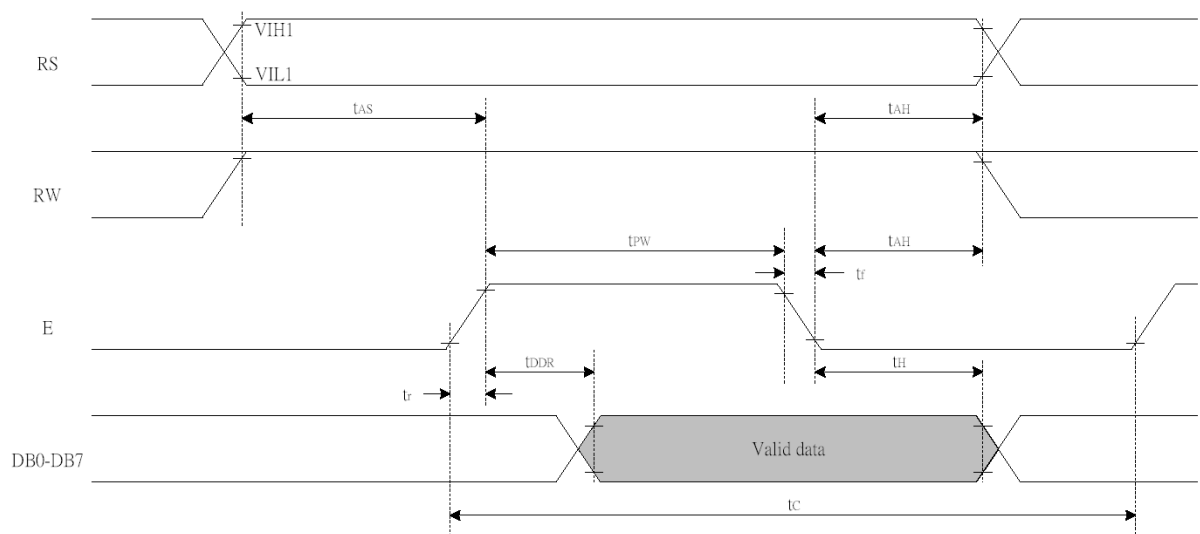 VIH1
RS
VIL1
tAS
tAH
RW
tPW
tAH
tf
E
tDDR
tH
tr
Valid data
DB0-DB7
tC